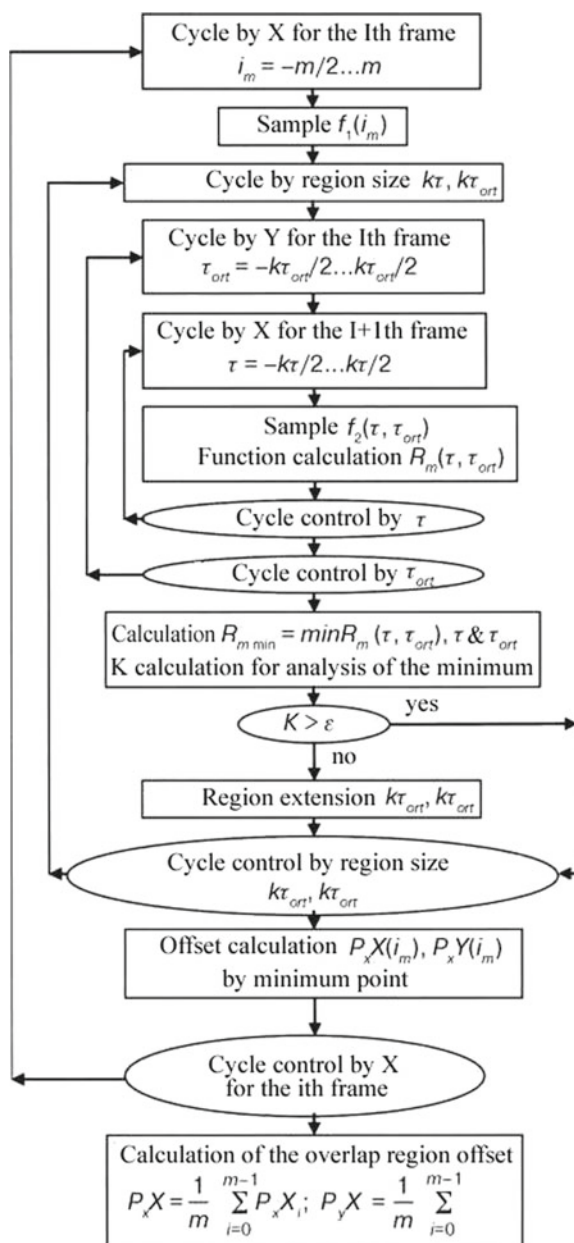 Cycle by X for the Ith frame
i_m = −m/2...m
Sample f_1(i_m)
Cycle by region size kτ, kτ_ort
Cycle by Y for the Ith frame
τ_ort = −kτ_ort/2...kτ_ort/2
Cycle by X for the I+1th frame
τ = −kτ/2...kτ/2
Sample f_2(τ, τ_ort)
Function calculation R_m(τ, τ_ort)
Cycle control by τ
Cycle control by τ_ort
Calculation R_m min = minR_m (τ, τ_ort), τ & τ_ort
K calculation for analysis of the minimum
K > ε
yes
no
Region extension kτ_ort, kτ_ort
Cycle control by region size
kτ_ort, kτ_ort
Offset calculation P_xX(i_m), P_xY(i_m)
by minimum point
Cycle control by X
for the ith frame
Calculation of the overlap region offset
P_xX = 1/m ∑_{i=0}^{m−1} P_xX_i; P_yX = 1/m ∑_{i=0}^{m−1}